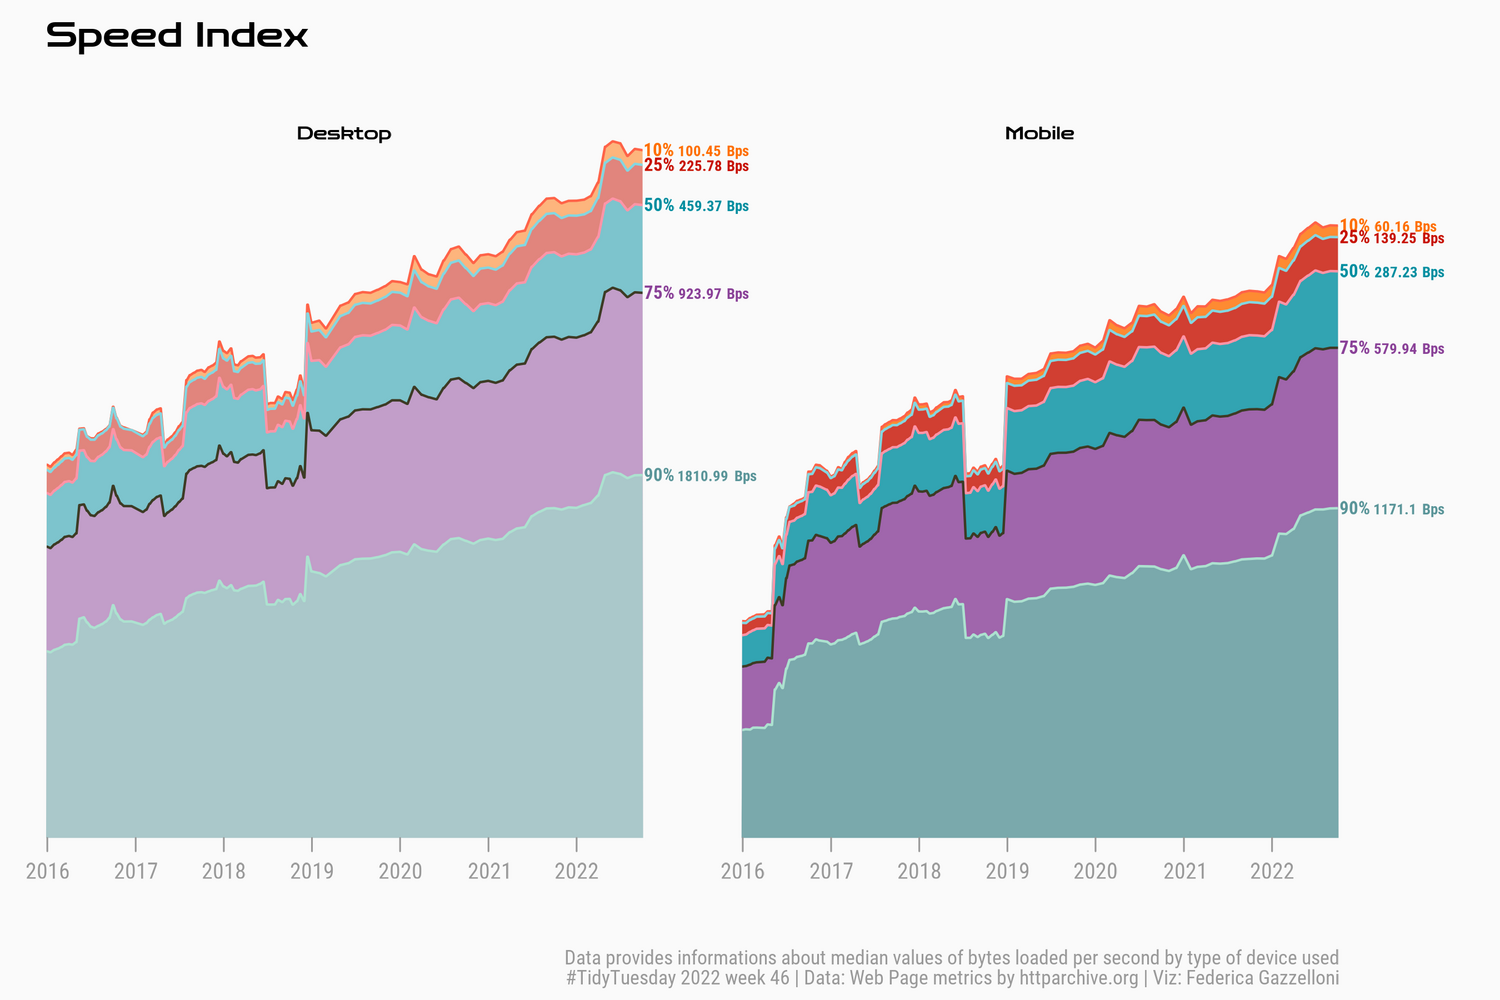 Speed Index
Desktop
10% 100.45 Bps
25% 225.78 Bps
50% 459.37 Bps
75% 923.97 Bps
90% 1810.99 Bps
2016 2017 2018 2019 2020 2021 2022
Mobile
10% 60.16 Bps
25% 139.25 Bps
50% 287.23 Bps
75% 579.94 Bps
90% 1171.1 Bps
2016 2017 2018 2019 2020 2021 2022
Data provides informations about median values of bytes loaded per second by type of device used
#TidyTuesday 2022 week 46 | Data: Web Page metrics by httparchive.org | Viz: Federica Gazzelloni